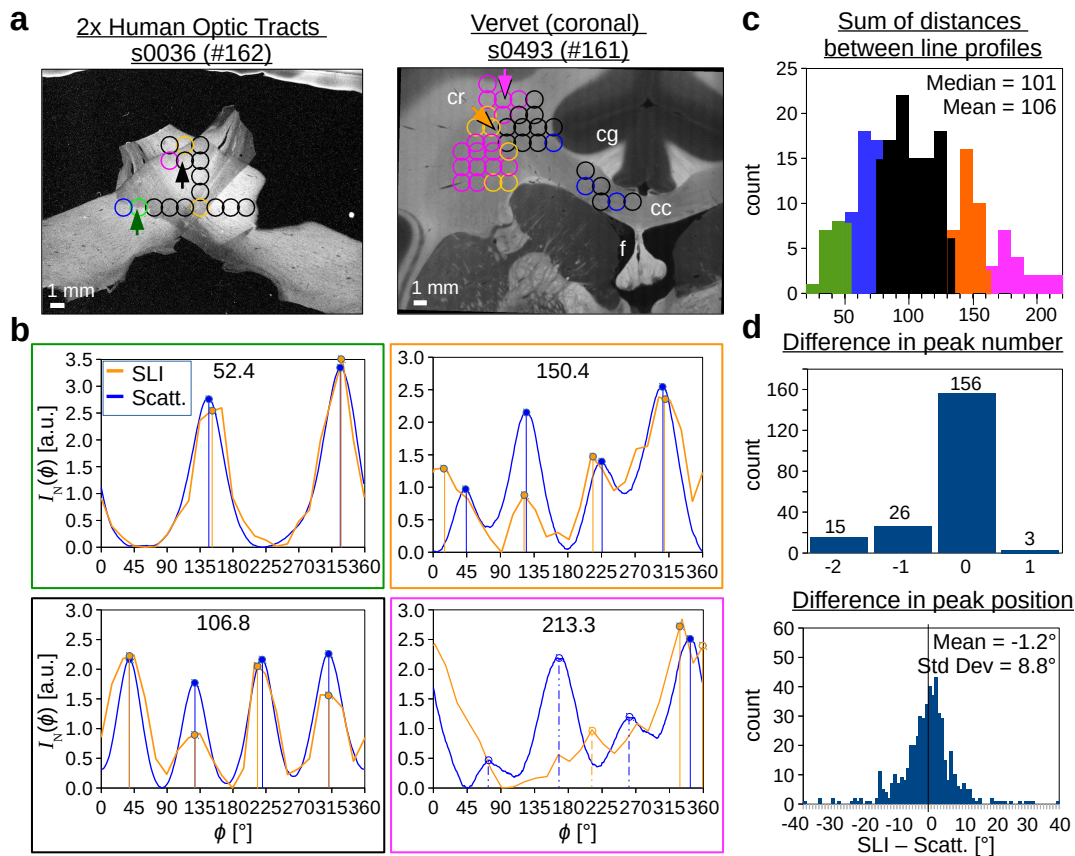 a
2x Human Optic Tracts
s0036 (#162)
1 mm
Vervet (coronal)
s0493 (#161)
cr
cg
cc
f
1 mm
b
SLI
Scatt.
52.4
I_N(ϕ) [a.u.]
3.5
3.0
2.5
2.0
1.5
1.0
0.5
0.0
0 45 90 135 180 225 270 315 360
150.4
2.5
2.0
1.5
1.0
0.5
0.0
0 45 90 135 180 225 270 315 360
106.8
I_N(ϕ) [a.u.]
3.0
2.5
2.0
1.5
1.0
0.5
0.0
0 45 90 135 180 225 270 315 360
ϕ [°]
213.3
3.0
2.5
2.0
1.5
1.0
0.5
0.0
0 45 90 135 180 225 270 315 360
ϕ [°]
c
Sum of distances
between line profiles
Median = 101
Mean = 106
count
25
20
15
10
5
0
50 100 150 200
d
Difference in peak number
count
160
120
80
40
0
15 26 156 3
-2 -1 0 1
Difference in peak position
Mean = -1.2°
Std Dev = 8.8°
count
60
50
40
30
20
10
0
-40 -30 -20 -10 0 10 20 30 40
SLI – Scatt. [°]